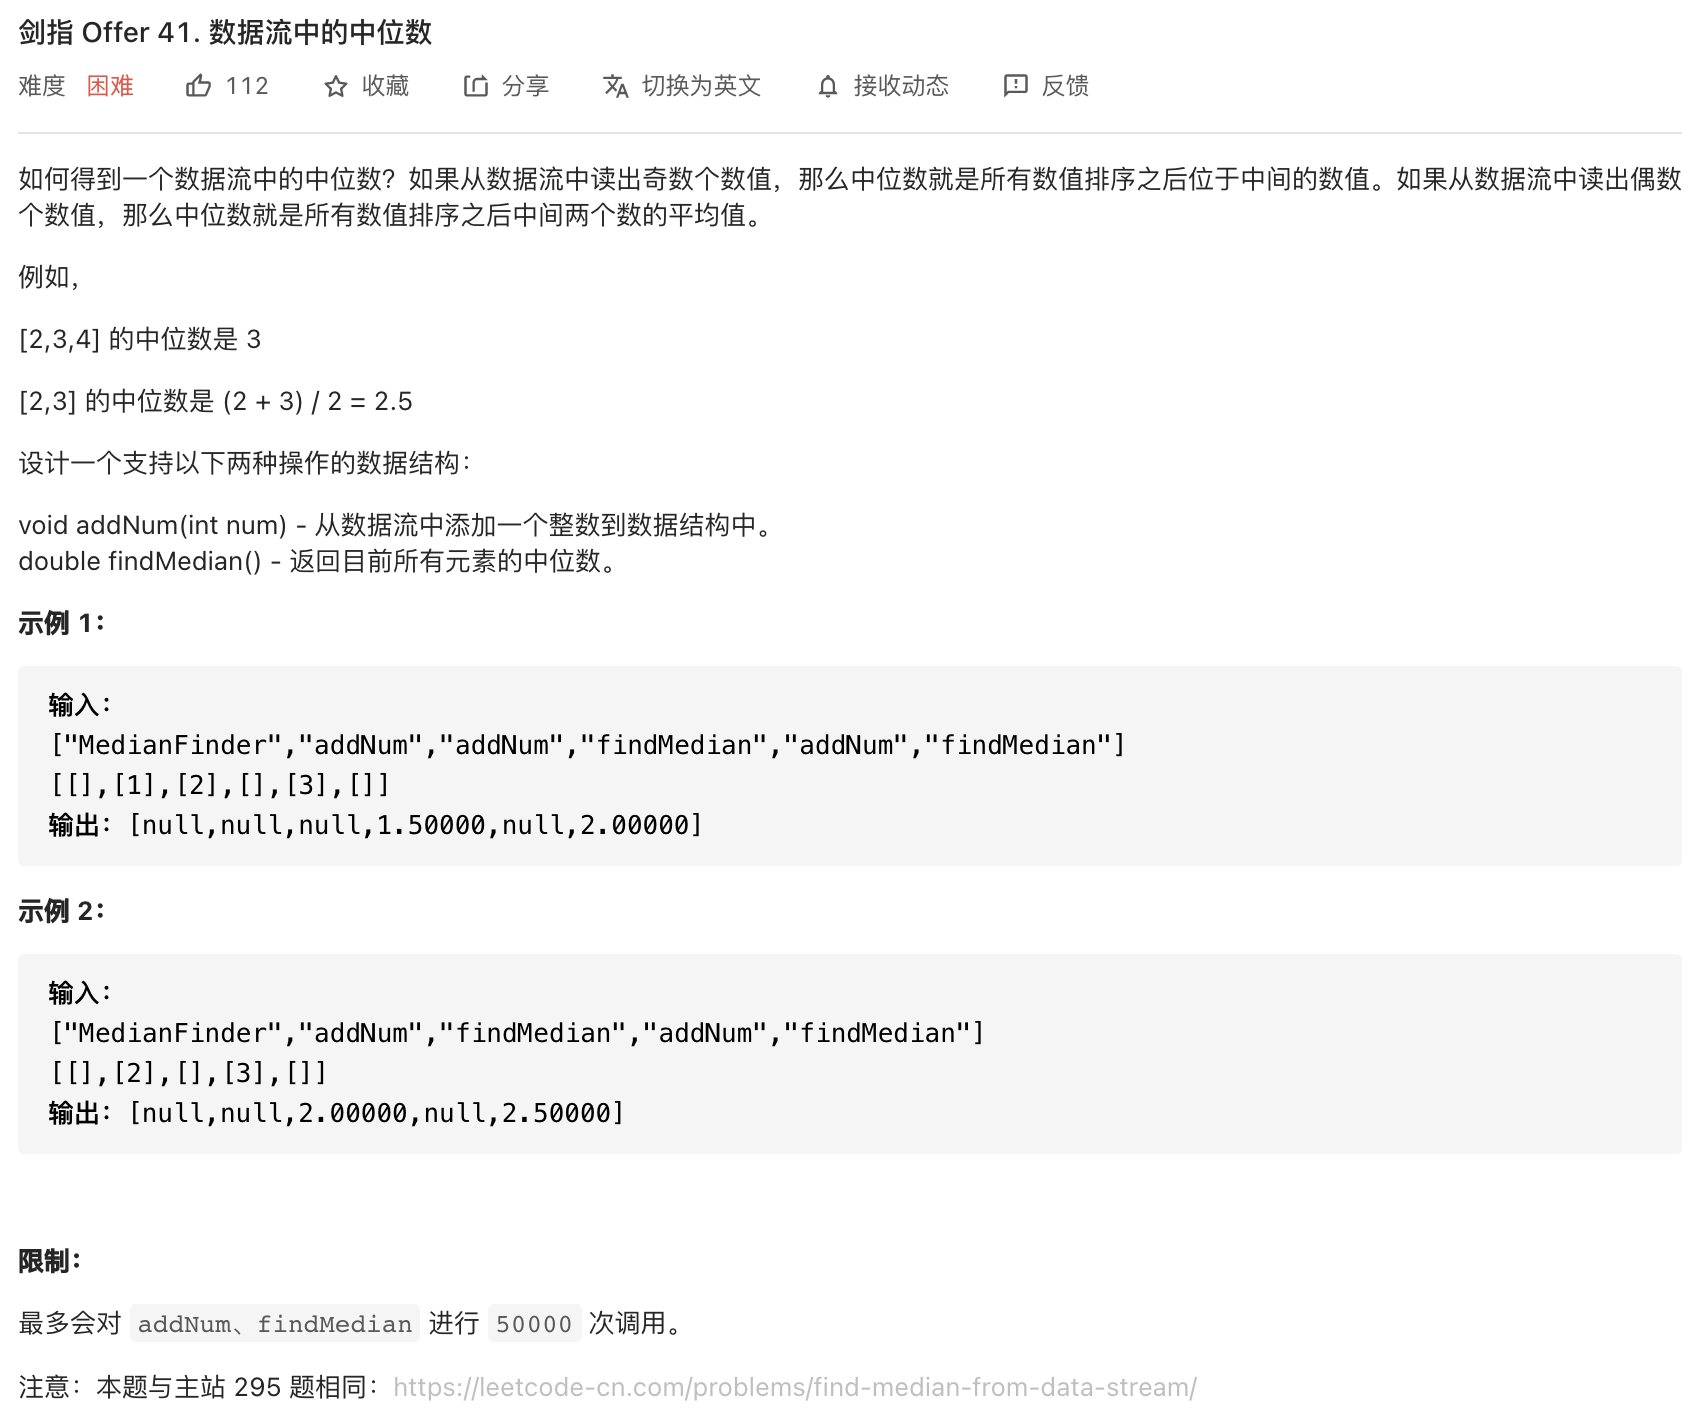 剑指 Offer 41. 数据流中的中位数
难度 困难 112 收藏 分享 切换为英文 接收动态 反馈
如何得到一个数据流中的中位数？如果从数据流中读出奇数个数值，那么中位数就是所有数值排序之后位于中间的数值。如果从数据流中读出偶数
个数值，那么中位数就是所有数值排序之后中间两个数的平均值。
例如，
[2,3,4] 的中位数是 3
[2,3] 的中位数是 (2 + 3) / 2 = 2.5
设计一个支持以下两种操作的数据结构：
void addNum(int num) - 从数据流中添加一个整数到数据结构中。
double findMedian() - 返回目前所有元素的中位数。
示例 1：
输入：
["MedianFinder","addNum","addNum","findMedian","addNum","findMedian"]
[[],[1],[2],[],[3],[]]
输出：[null,null,null,1.50000,null,2.00000]
示例 2：
输入：
["MedianFinder","addNum","findMedian","addNum","findMedian"]
[[],[2],[],[3],[]]
输出：[null,null,2.00000,null,2.50000]
限制：
最多会对 addNum、findMedian 进行 50000 次调用。
注意：本题与主站 295 题相同：https://leetcode-cn.com/problems/find-median-from-data-stream/